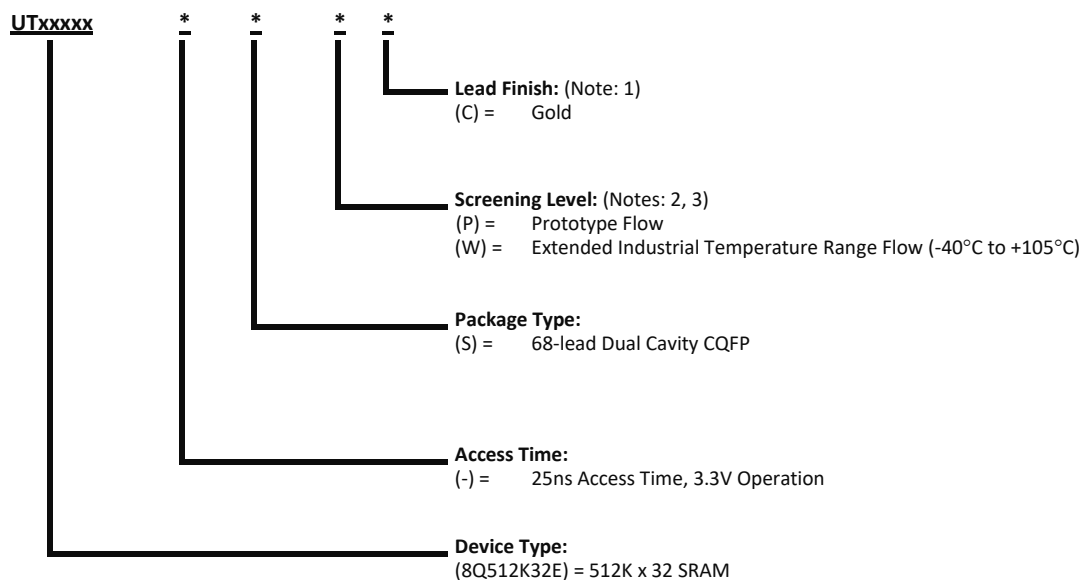 UTxxxxx * * * *
Lead Finish: (Note: 1)
(C) = Gold
Screening Level: (Notes: 2, 3)
(P) = Prototype Flow
(W) = Extended Industrial Temperature Range Flow (-40°C to +105°C)
Package Type:
(S) = 68-lead Dual Cavity CQFP
Access Time:
(-) = 25ns Access Time, 3.3V Operation
Device Type:
(8Q512K32E) = 512K x 32 SRAM